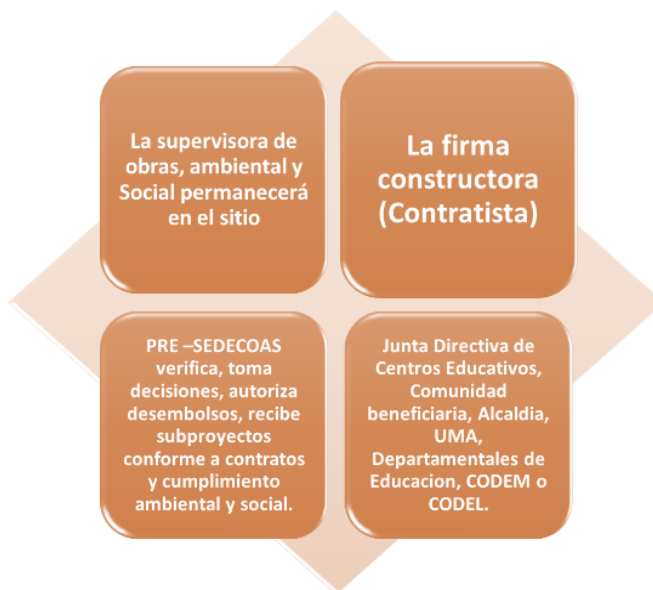 La supervisora de
obras, ambiental y
Social permanecerá
en el sitio
La firma
constructora
(Contratista)
PRE –SEDECOAS
verifica, toma
decisiones, autoriza
desembolsos, recibe
subproyectos
conforme a contratos
y cumplimiento
ambiental y social.
Junta Directiva de
Centros Educativos,
Comunidad
beneficiaria, Alcaldia,
UMA,
Departamentales de
Educacion, CODEM o
CODEL.